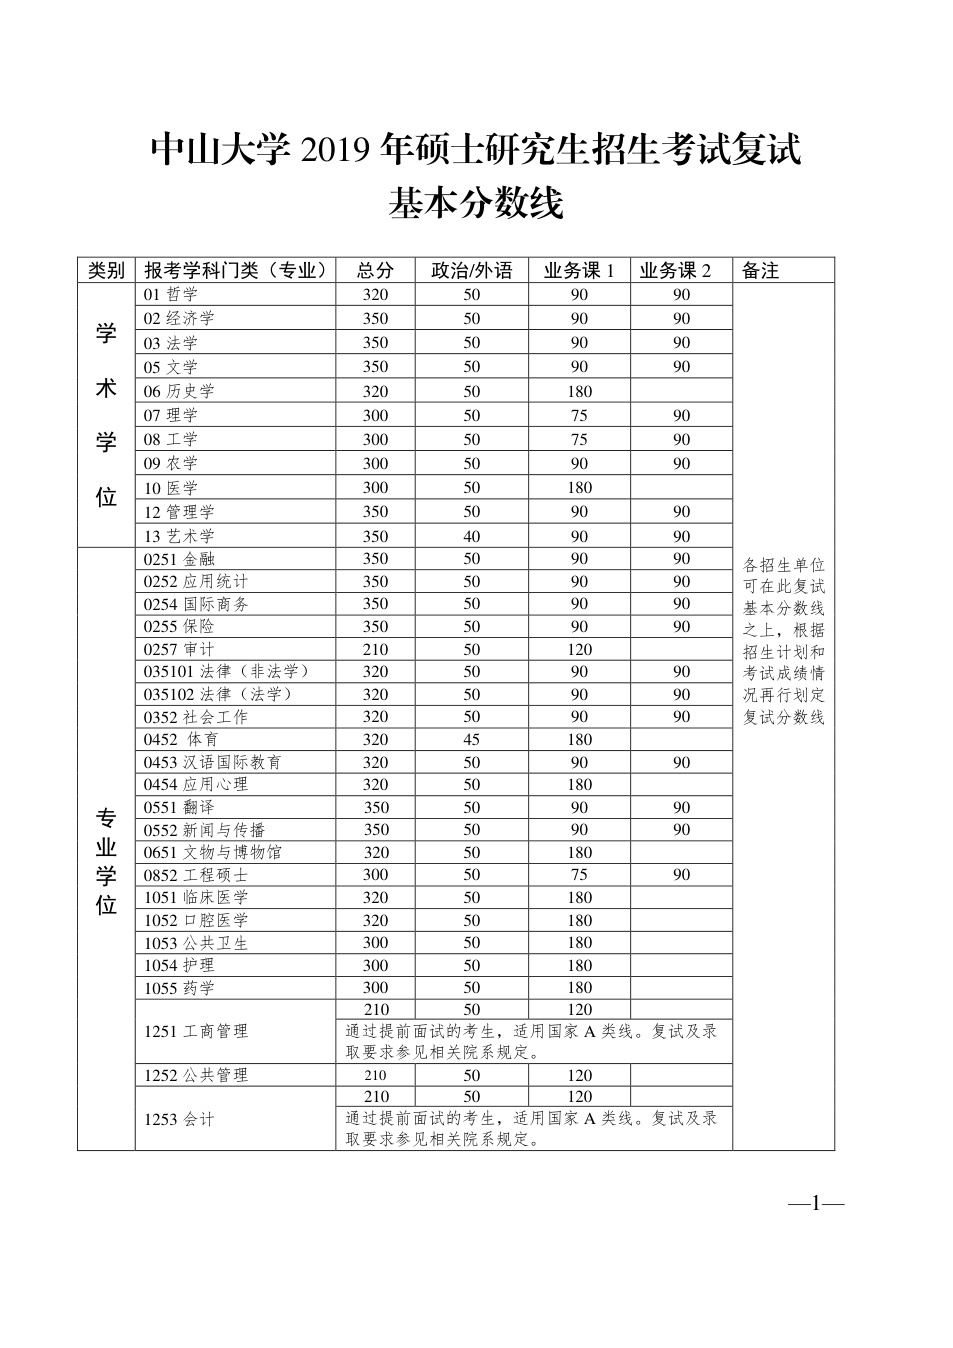 中山大学 2019 年硕士研究生招生考试复试
基本分数线
类别 报考学科门类（专业） 总分 政治/外语 业务课 1 业务课 2 备注
学术学位
01 哲学 320 50 90 90
02 经济学 350 50 90 90
03 法学 350 50 90 90
05 文学 350 50 90 90
06 历史学 320 50 180
07 理学 300 50 75 90
08 工学 300 50 75 90
09 农学 300 50 90 90
10 医学 300 50 180
12 管理学 350 50 90 90
13 艺术学 350 40 90 90
专业学位
0251 金融 350 50 90 90
0252 应用统计 350 50 90 90
0254 国际商务 350 50 90 90
0255 保险 350 50 90 90
0257 审计 210 50 120
035101 法律（非法学） 320 50 90 90
035102 法律（法学） 320 50 90 90
0352 社会工作 320 50 90 90
0452 体育 320 45 180
0453 汉语国际教育 320 50 90 90
0454 应用心理 320 50 180
0551 翻译 350 50 90 90
0552 新闻与传播 350 50 90 90
0651 文物与博物馆 320 50 180
0852 工程硕士 300 50 75 90
1051 临床医学 320 50 180
1052 口腔医学 320 50 180
1053 公共卫生 300 50 180
1054 护理 300 50 180
1055 药学 300 50 180
1251 工商管理 210 50 120
通过提前面试的考生，适用国家 A 类线。复试及录
取要求参见相关院系规定。
1252 公共管理 210 50 120
1253 会计 210 50 120
通过提前面试的考生，适用国家 A 类线。复试及录
取要求参见相关院系规定。
各招生单位
可在此复试
基本分数线
之上，根据
招生计划和
考试成绩情
况再行划定
复试分数线
—1—